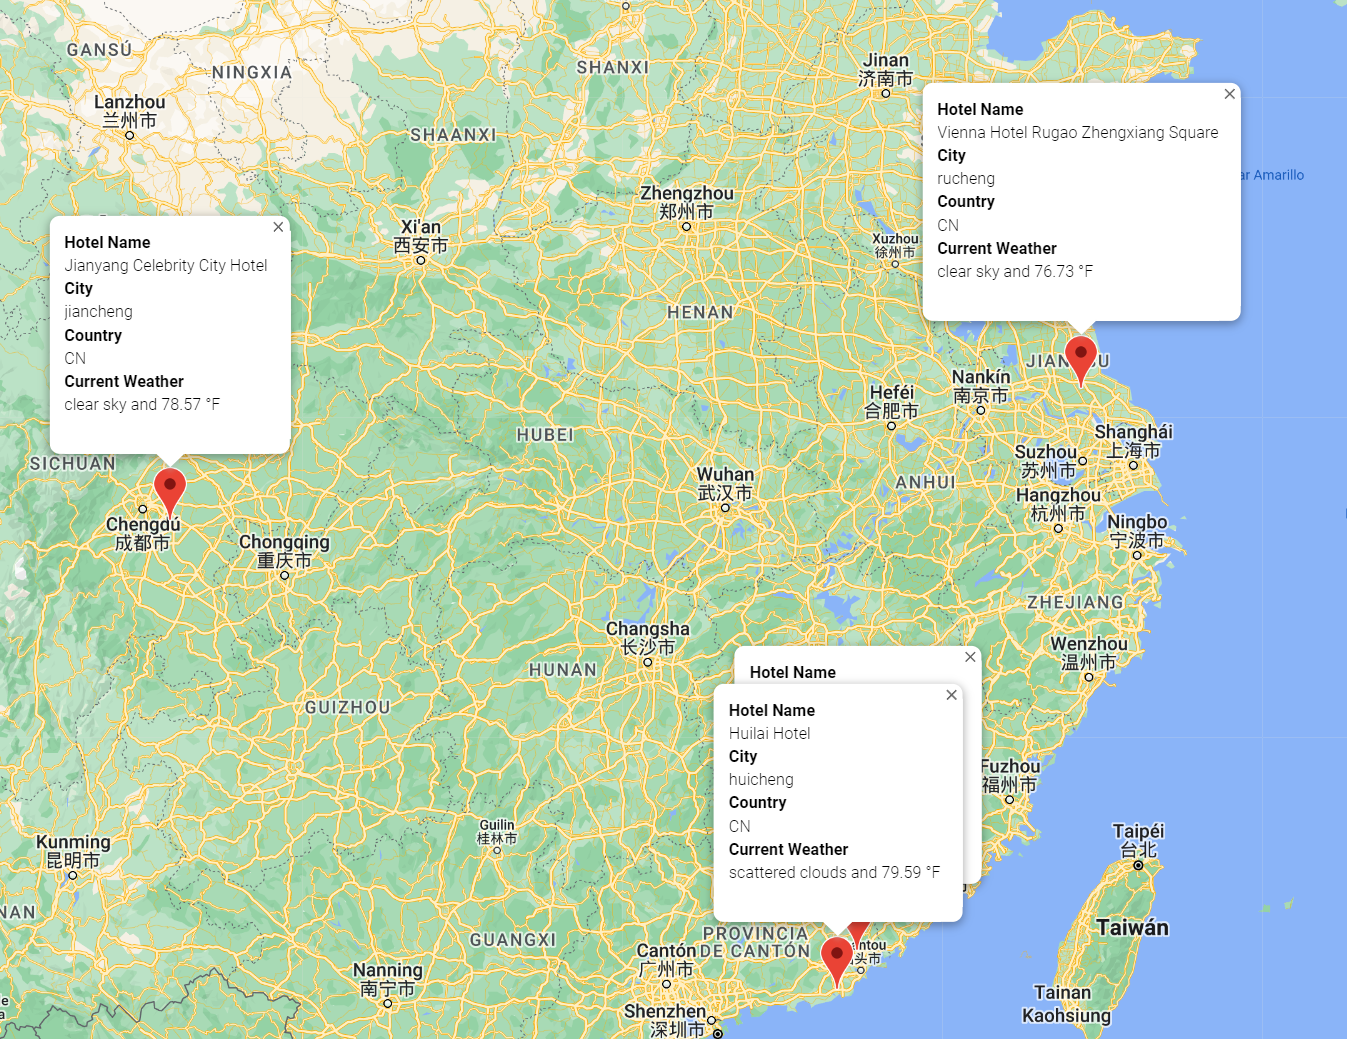 GANSÚ
NINGXIA
SHANXI
Jinan
济南市
Lanzhou
兰州市
SHAANXI
Hotel Name
Vienna Hotel Rugao Zhengxiang Square
City
rucheng
Country
CN
Current Weather
clear sky and 76.73 °F
ar Amarillo
Zhengzhou
郑州市
Xi'an
西安市
Xuzhou
徐州市
Hotel Name
Jianyang Celebrity City Hotel
City
jiancheng
Country
CN
Current Weather
clear sky and 78.57 °F
HENAN
Nankín
南京市
Heféi
合肥市
HUBEI
Shanghái
上海市
Suzhou
苏州市
SICHUAN
Wuhan
武汉市
ANHUI
Hangzhou
杭州市
Chengdú
成都市
Ningbo
宁波市
Chongqing
重庆市
ZHEJIANG
Changsha
长沙市
Wenzhou
温州市
HUNAN
Hotel Name
GUIZHOU
Hotel Name
Huilai Hotel
City
huicheng
Country
CN
Current Weather
scattered clouds and 79.59 °F
Fuzhou
福州市
Guilin
桂林市
Kunming
昆明市
Taipéi
台北
NAN
Taiwán
GUANGXI
PROVINCIA
DE CANTÓN
Cantón
广州市
ntou
头市
Nanning
南宁市
Tainan
Kaohsiung
Shenzhen
深圳市